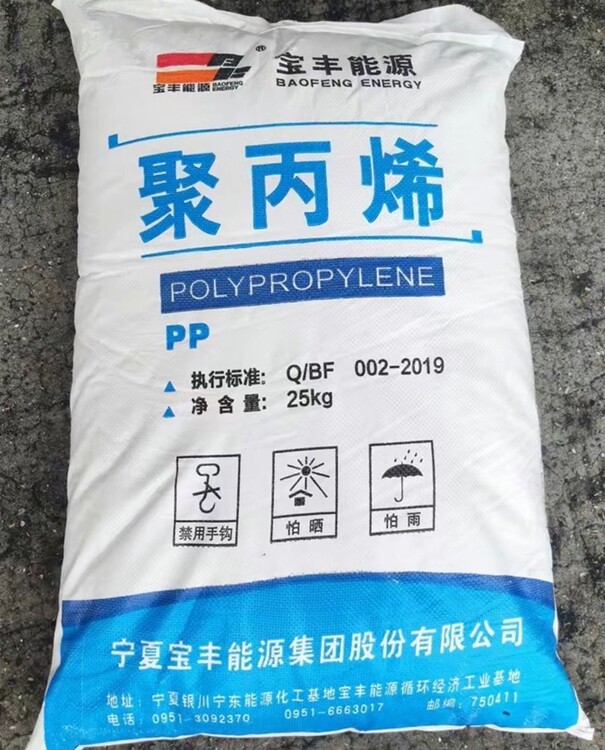 宝丰能源 BAOFENG ENERGY ® 宝丰能源
BAOFENG ENERGY
聚丙烯
POLYPROPYLENE
PP
▲ 执行标准: Q/BF 002-2019
▲ 净含量: 25kg
禁用手钩 怕晒 怕雨
宁夏宝丰能源集团股份有限公司
地址: 宁夏银川宁东能源化工基地宝丰能源循环经济工业基地
电话: 0951-3092370 0951-6663017 邮编: 750411